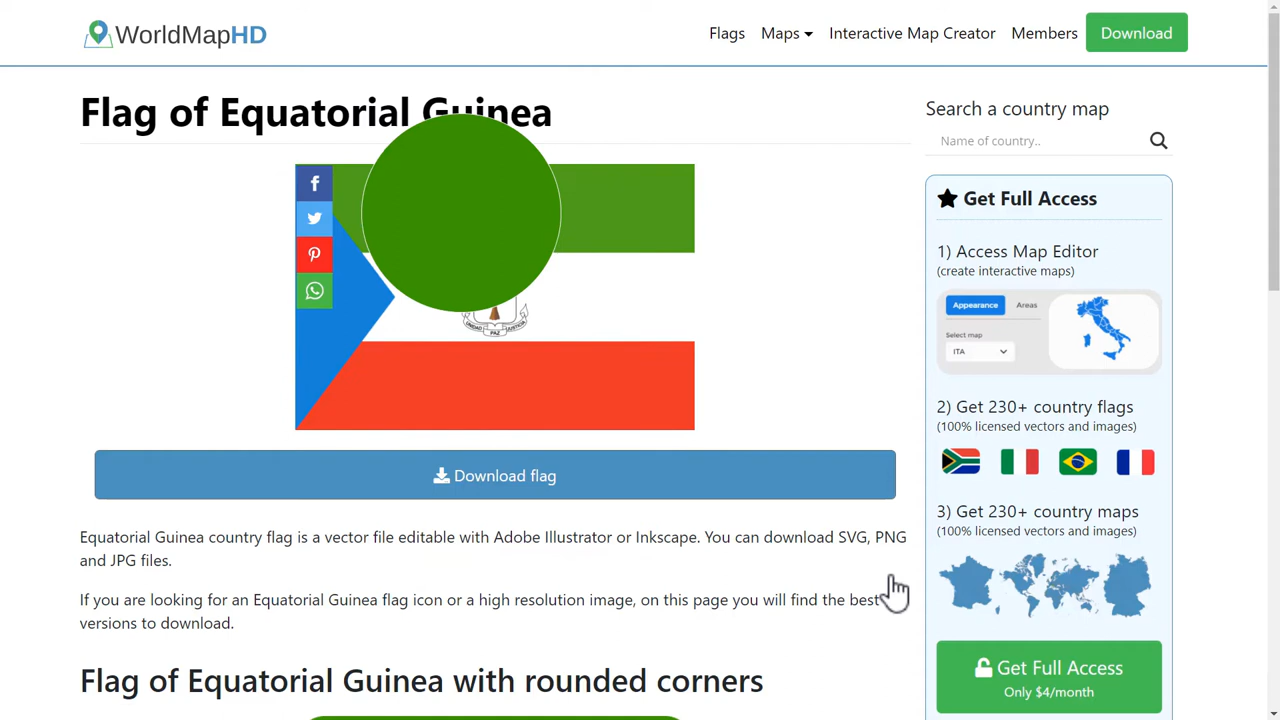 WorldMapHD
Flags
Maps
Interactive Map Creator
Members
Download
Flag of Equatorial Guinea
Search a country map
Name of country..
UNIDAD PAZ JUSTICIA
Download flag
Equatorial Guinea country flag is a vector file editable with Adobe Illustrator or Inkscape. You can download SVG, PNG
and JPG files.
If you are looking for an Equatorial Guinea flag icon or a high resolution image, on this page you will find the best
versions to download.
Flag of Equatorial Guinea with rounded corners
Get Full Access
1) Access Map Editor
(create interactive maps)
Appearance
Areas
Select map
ITA
2) Get 230+ country flags
(100% licensed vectors and images)
3) Get 230+ country maps
(100% licensed vectors and images)
Get Full Access
Only $4/month